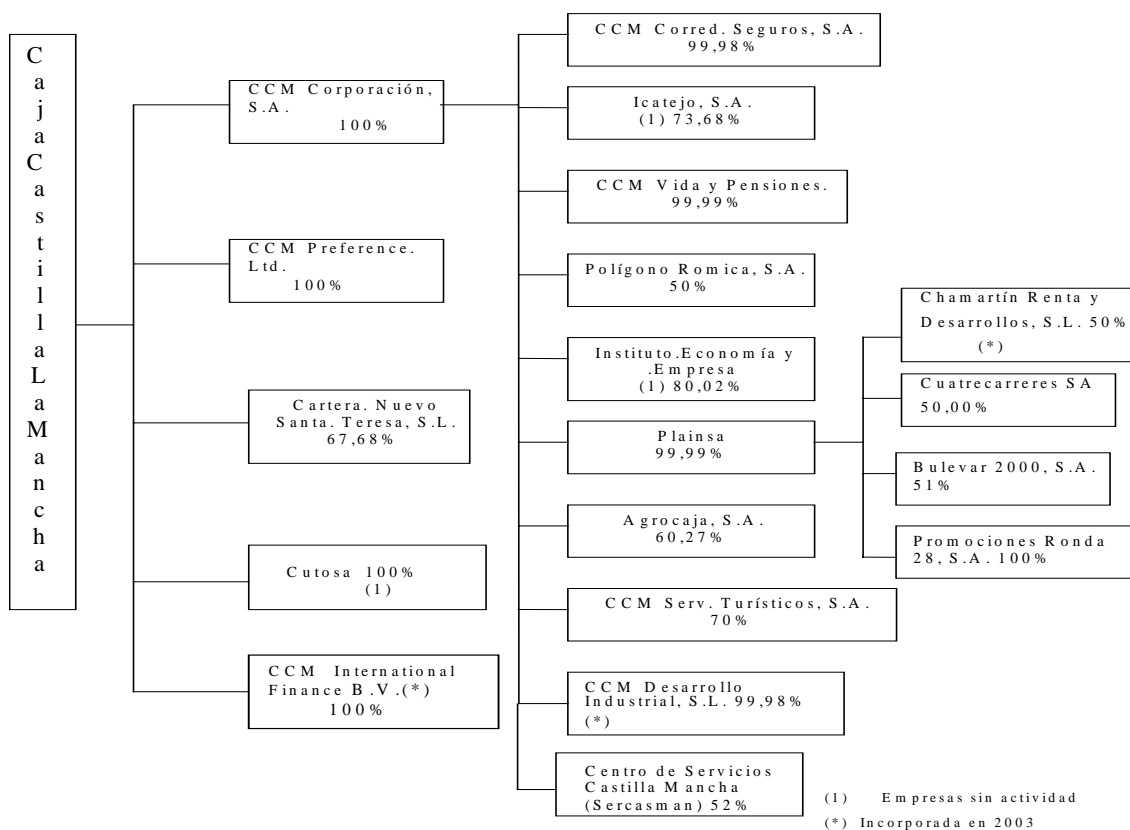 CajaCastillaLaMancha
CCM Corporación,
S.A.
100%
CCM Preference.
Ltd.
100%
Cartera. Nuevo
Santa. Teresa, S.L.
67,68%
Cutosa 100%
(1)
CCM International
Finance B.V.(*)
100%
CCM Corred. Seguros, S.A.
99,98%
Icatejo, S.A.
(1) 73,68%
CCM Vida y Pensiones.
99,99%
Polígono Romica, S.A.
50%
Instituto.Economía y
.Empresa
(1) 80,02%
Plainsa
99,99%
Agrocaja, S.A.
60,27%
CCM Serv. Turísticos, S.A.
70%
CCM Desarrollo
Industrial, S.L. 99,98%
(*)
Centro de Servicios
Castilla Mancha
(Sercasman) 52%
Chamartín Renta y
Desarrollos, S.L. 50%
(*)
Cuatrecarreres SA
50,00%
Bulevar 2000, S.A.
51%
Promociones Ronda
28, S.A. 100%
(1) Empresas sin actividad
(*) Incorporada en 2003